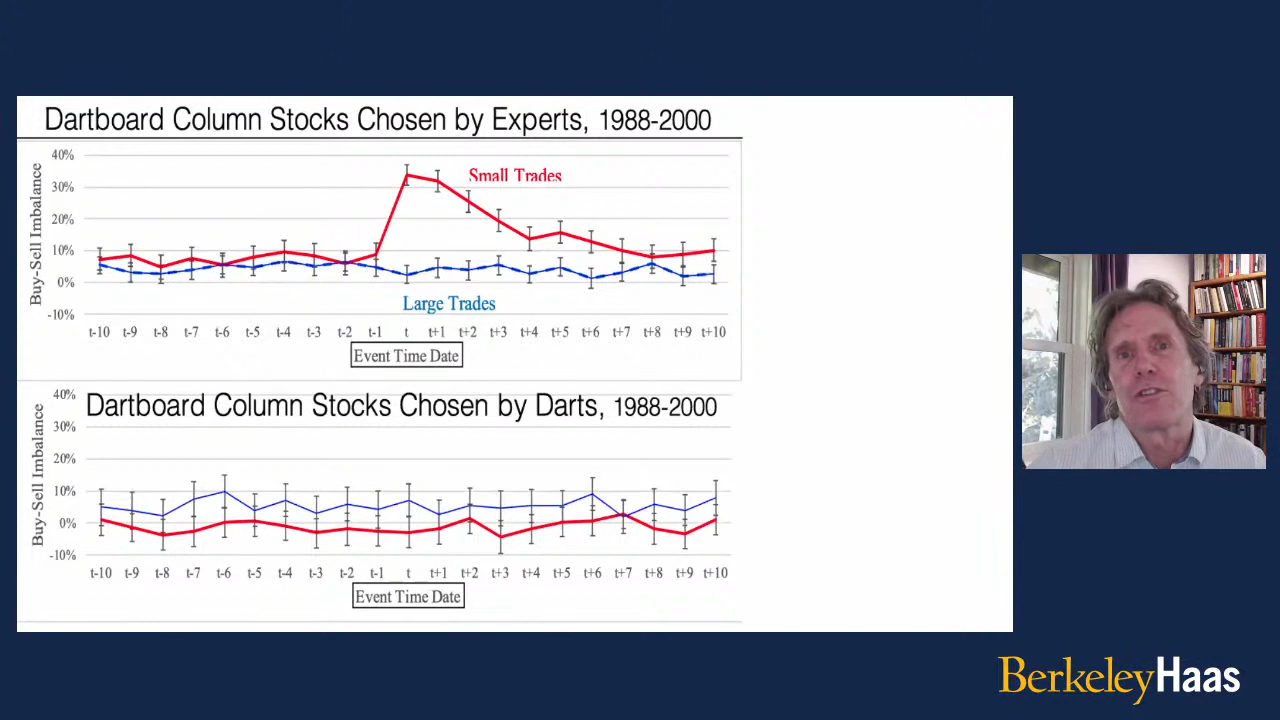 Dartboard Column Stocks Chosen by Experts, 1988-2000
Buy-Sell Imbalance
40%
30%
20%
10%
0%
-10%
Small Trades
Large Trades
t-10 t-9 t-8 t-7 t-6 t-5 t-4 t-3 t-2 t-1 t t+1 t+2 t+3 t+4 t+5 t+6 t+7 t+8 t+9 t+10
Event Time Date
Dartboard Column Stocks Chosen by Darts, 1988-2000
Buy-Sell Imbalance
40%
30%
20%
10%
0%
-10%
t-10 t-9 t-8 t-7 t-6 t-5 t-4 t-3 t-2 t-1 t t+1 t+2 t+3 t+4 t+5 t+6 t+7 t+8 t+9 t+10
Event Time Date
BerkeleyHaas